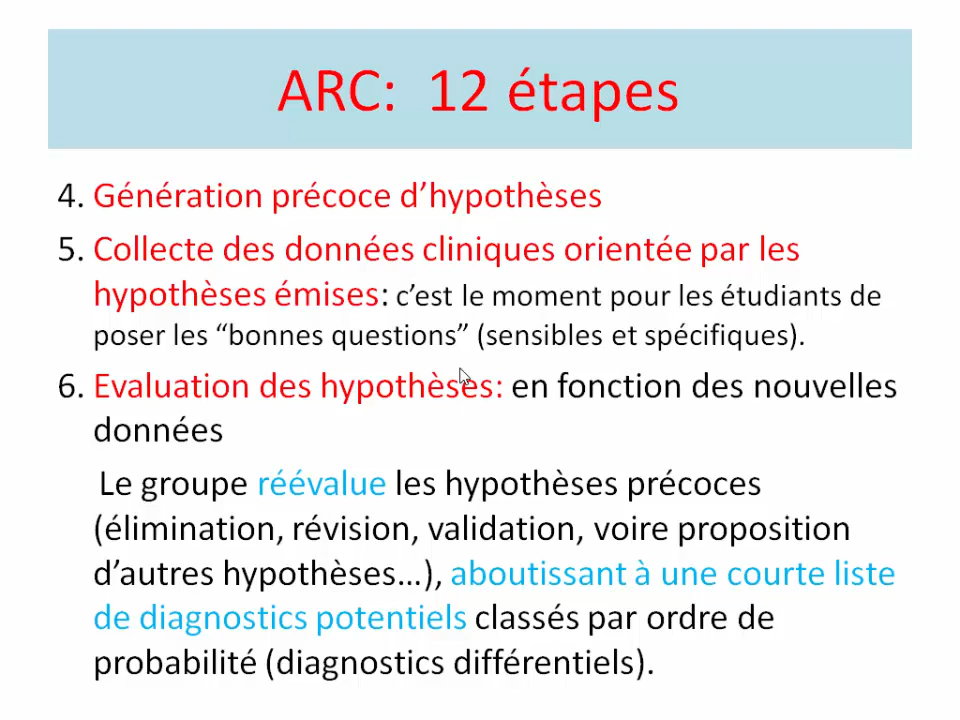 ARC:  12 étapes
4. Génération précoce d’hypothèses
5. Collecte des données cliniques orientée par les
hypothèses émises: c’est le moment pour les étudiants de
poser les “bonnes questions” (sensibles et spécifiques).
6. Evaluation des hypothèses: en fonction des nouvelles
données
Le groupe réévalue les hypothèses précoces
(élimination, révision, validation, voire proposition
d’autres hypothèses…), aboutissant à une courte liste
de diagnostics potentiels classés par ordre de
probabilité (diagnostics différentiels).